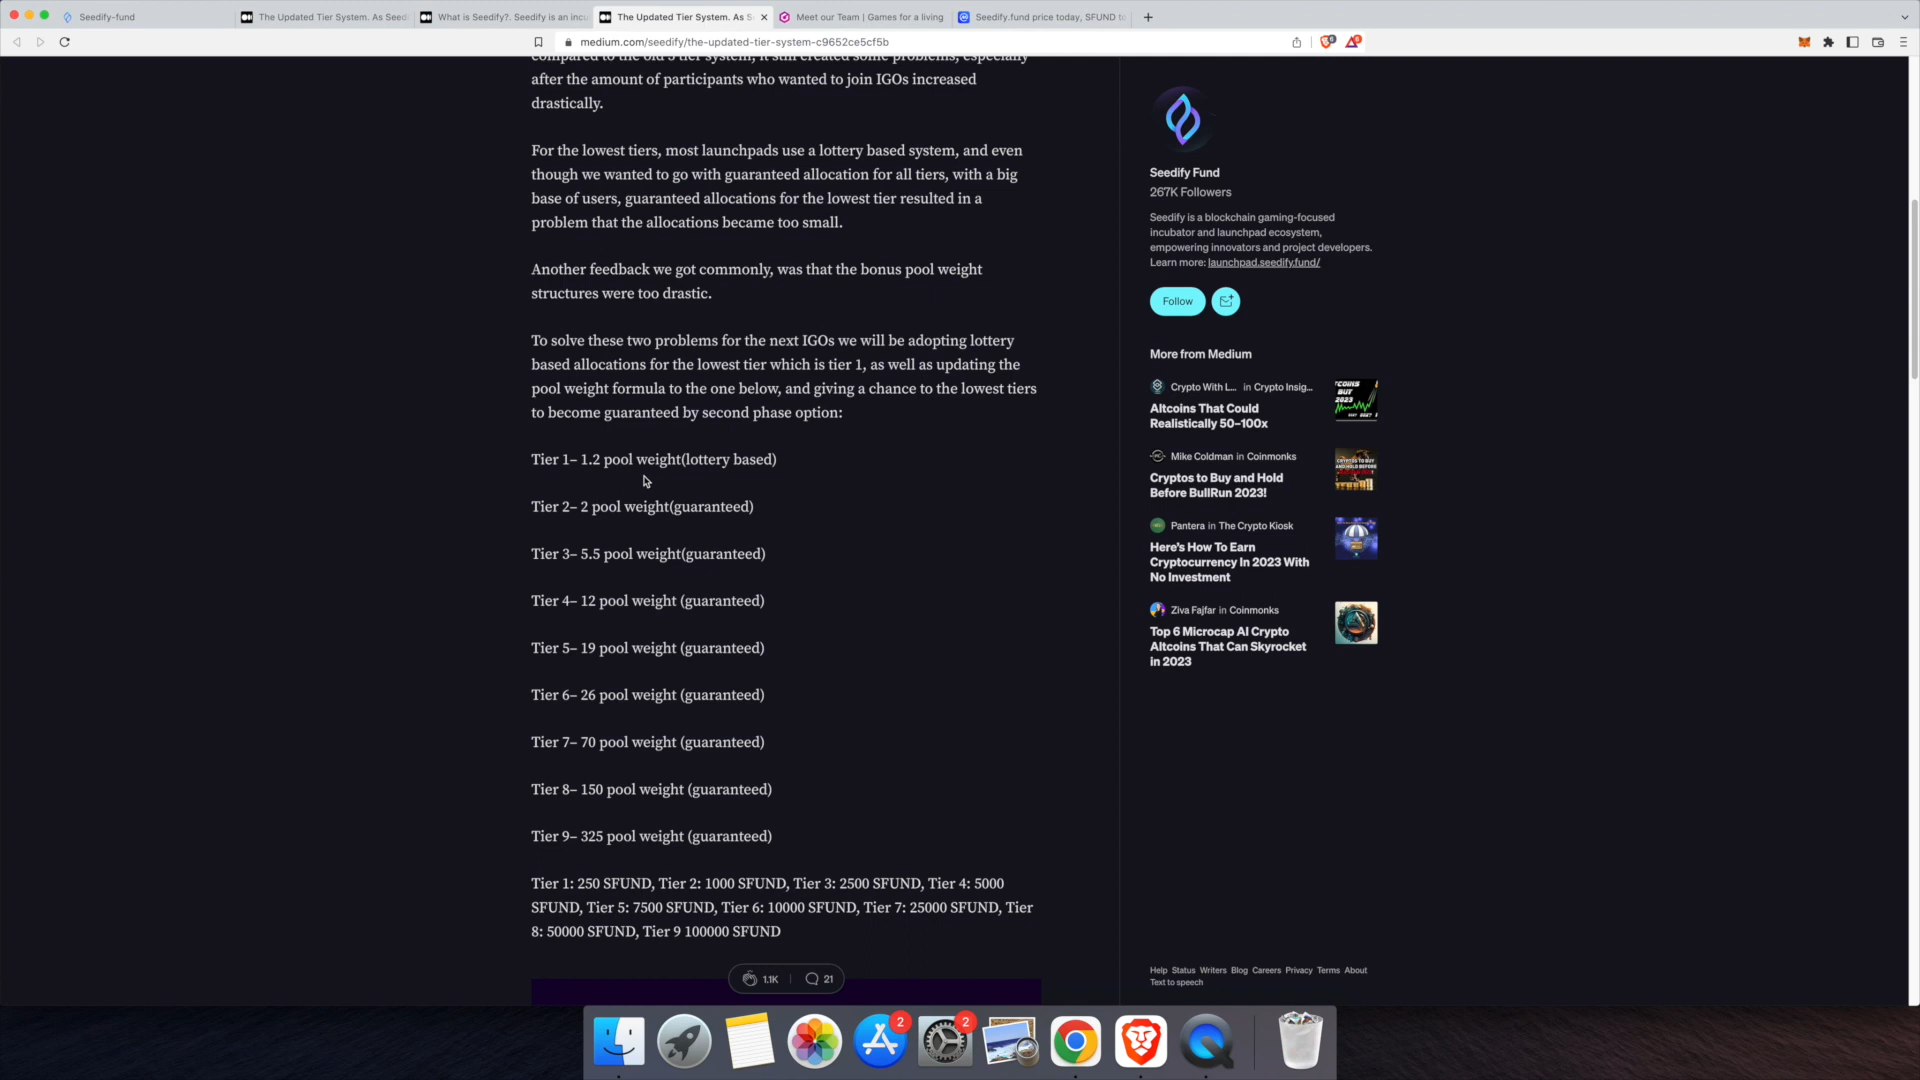 Seedify-fund
The Updated Tier System. As Seedi
What is Seedify?. Seedify is an incu
The Updated Tier System. As S
Meet our Team | Games for a living
Seedify.fund price today, SFUND to
medium.com/seedify/the-updated-tier-system-c9652ce5cf5b
compared to the old 5 tier system, it still created some problems, especially
after the amount of participants who wanted to join IGOs increased
drastically.
For the lowest tiers, most launchpads use a lottery based system, and even
though we wanted to go with guaranteed allocation for all tiers, with a big
base of users, guaranteed allocations for the lowest tier resulted in a
problem that the allocations became too small.
Another feedback we got commonly, was that the bonus pool weight
structures were too drastic.
To solve these two problems for the next IGOs we will be adopting lottery
based allocations for the lowest tier which is tier 1, as well as updating the
pool weight formula to the one below, and giving a chance to the lowest tiers
to become guaranteed by second phase option:
Tier 1– 1.2 pool weight(lottery based)
Tier 2– 2 pool weight(guaranteed)
Tier 3– 5.5 pool weight(guaranteed)
Tier 4– 12 pool weight (guaranteed)
Tier 5– 19 pool weight (guaranteed)
Tier 6– 26 pool weight (guaranteed)
Tier 7– 70 pool weight (guaranteed)
Tier 8– 150 pool weight (guaranteed)
Tier 9– 325 pool weight (guaranteed)
Tier 1: 250 SFUND, Tier 2: 1000 SFUND, Tier 3: 2500 SFUND, Tier 4: 5000
SFUND, Tier 5: 7500 SFUND, Tier 6: 10000 SFUND, Tier 7: 25000 SFUND, Tier
8: 50000 SFUND, Tier 9 100000 SFUND
1.1K
21
Seedify Fund
267K Followers
Seedify is a blockchain gaming-focused
incubator and launchpad ecosystem,
empowering innovators and project developers.
Learn more: launchpad.seedify.fund/
Follow
More from Medium
Crypto With L... in Crypto Insig...
Altcoins That Could
Realistically 50–100x
Mike Coldman in Coinmonks
Cryptos to Buy and Hold
Before BullRun 2023!
Pantera in The Crypto Kiosk
Here's How To Earn
Cryptocurrency In 2023 With
No Investment
Ziva Fajfar in Coinmonks
Top 6 Microcap AI Crypto
Altcoins That Can Skyrocket
in 2023
Help Status Writers Blog Careers Privacy Terms About
Text to speech
2
2